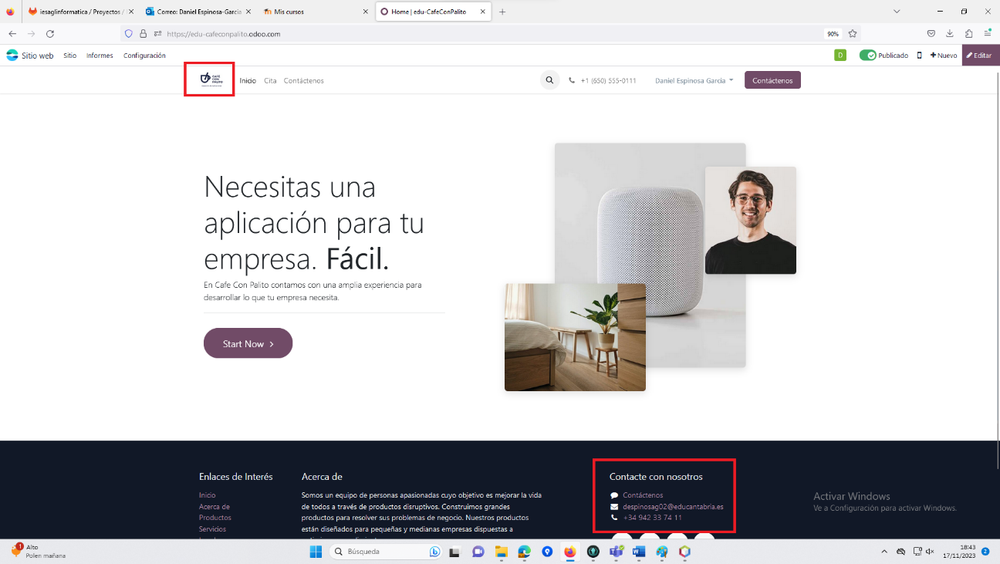 iesaglinformatica / Proyectos /
Correo: Daniel Espinosa-Garcia
Mis cursos
Home | edu-CafeConPalito
https://edu-cafeconpalito.odoo.com
90%
Sitio web
Sitio
Informes
Configuración
D
Publicado
Nuevo
Editar
CAFE
CON
PALITO
Inicio
Cita
Contáctenos
+1 (650) 555-0111
Daniel Espinosa Garcia
Contáctenos
Necesitas una
aplicación para tu
empresa. Fácil.
En Cafe Con Palito contamos con una amplia experiencia para
desarrollar lo que tu empresa necesita.
Start Now
Enlaces de Interés
Inicio
Acerca de
Productos
Servicios
Acerca de
Somos un equipo de personas apasionadas cuyo objetivo es mejorar la vida
de todos a través de productos disruptivos. Construimos grandes
productos para resolver sus problemas de negocio. Nuestros productos
están diseñados para pequeñas y medianas empresas dispuestas a
Contacte con nosotros
Contáctenos
despinosag02@educantabria.es
+34 942 33 74 11
Activar Windows
Ve a Configuración para activar Windows.
1
Alto
Polen mañana
Búsqueda
18:43
17/11/2023
2